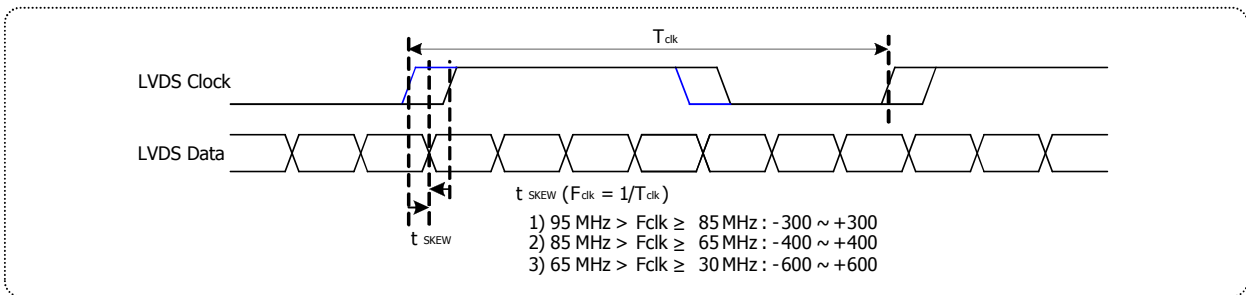 Tclk
LVDS Clock
LVDS Data
t SKEW (Fclk = 1/Tclk)
t SKEW
1) 95 MHz > Fclk ≥ 85 MHz : -300 ~ +300
2) 85 MHz > Fclk ≥ 65 MHz : -400 ~ +400
3) 65 MHz > Fclk ≥ 30 MHz : -600 ~ +600